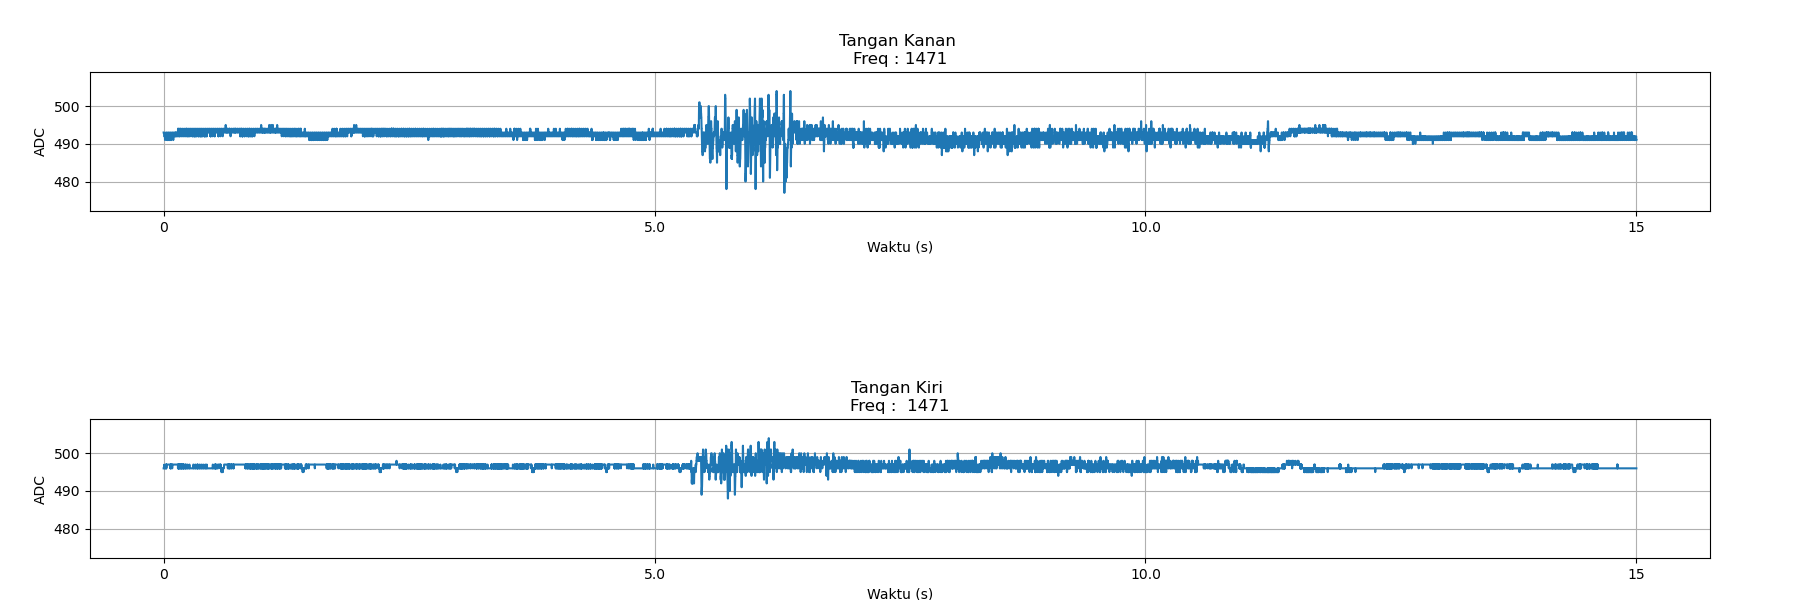 Tangan Kanan
Freq : 1471
500
490
480
ADC
0 5.0 10.0 15
Waktu (s)
Tangan Kiri
Freq :  1471
500
490
480
ADC
0 5.0 10.0 15
Waktu (s)